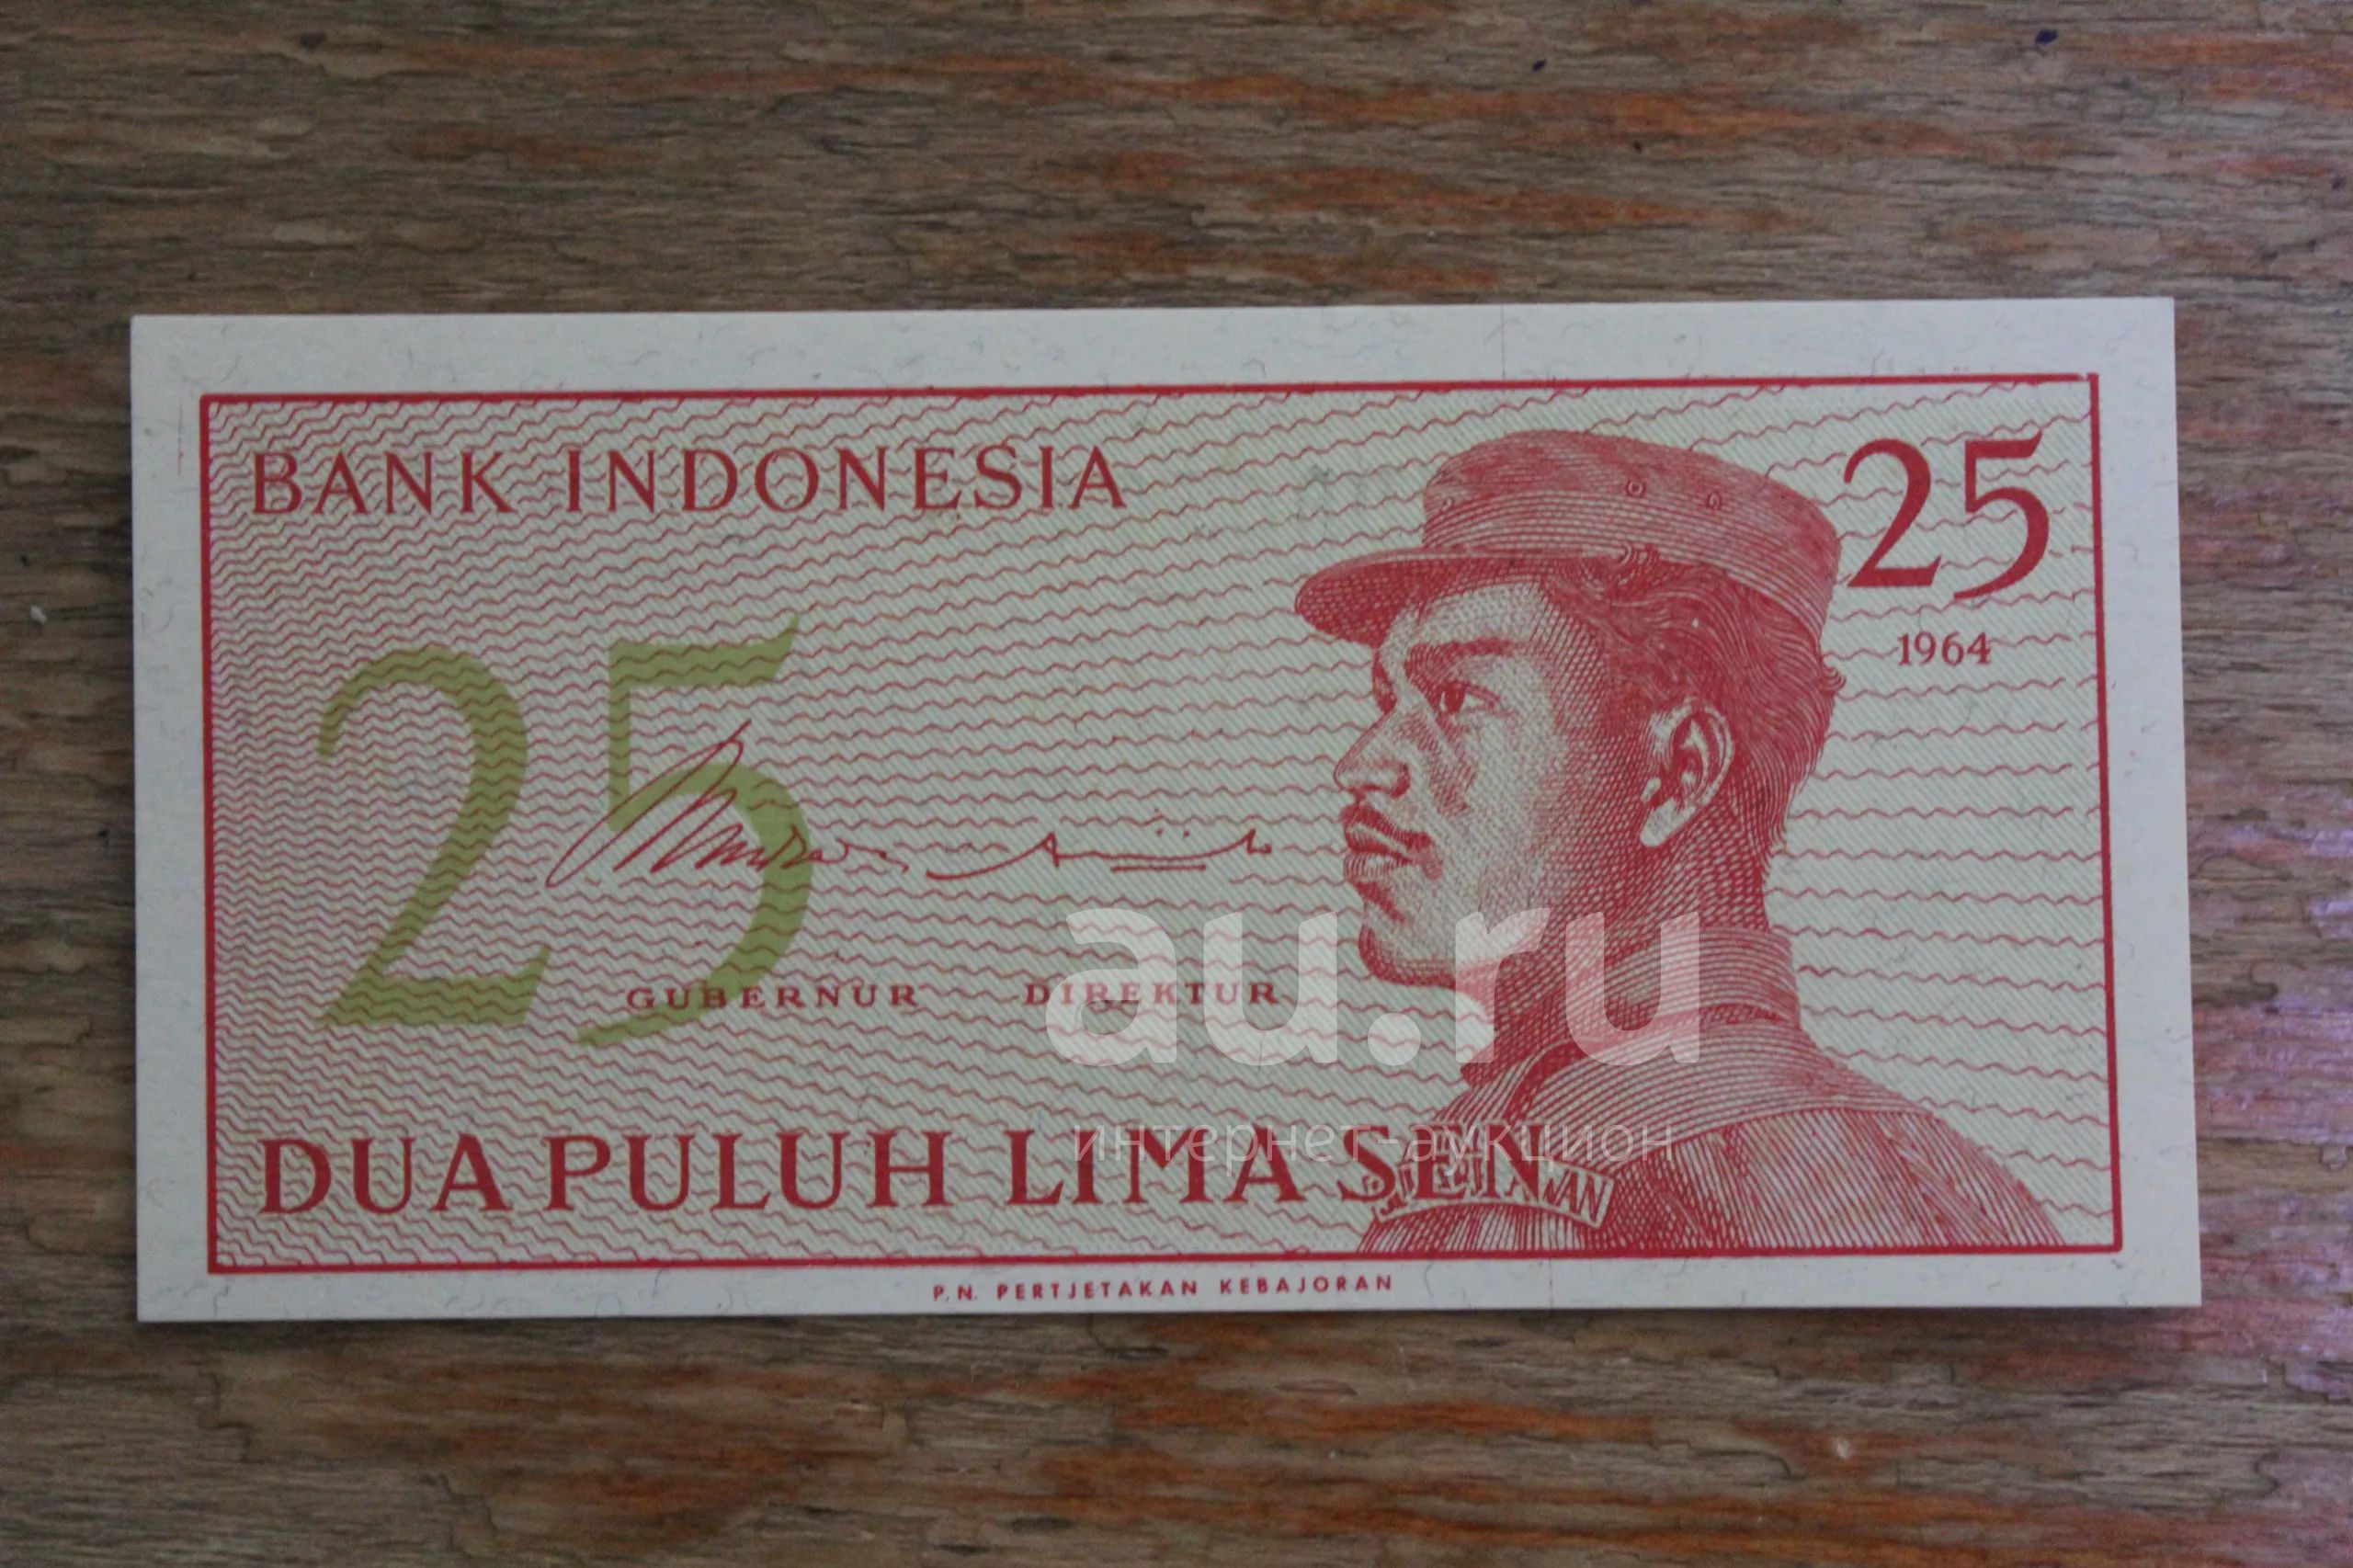 BANK INDONESIA
25
1964
25
GUBERNUR DIREKTUR
au.ru
интернет-аукцион
DUA PULUH LIMA SEN
P.N. PERTJETAKAN KEBAJORAN